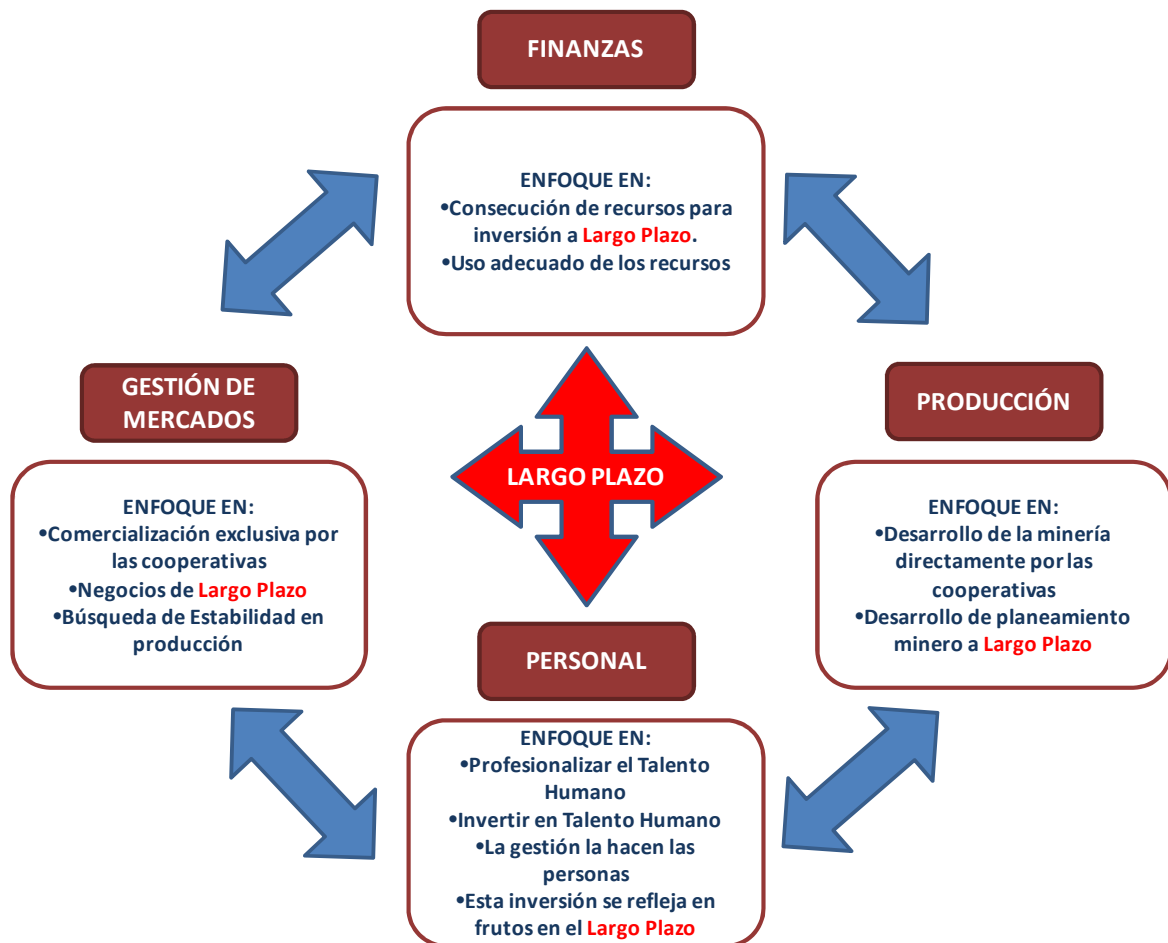 FINANZAS
ENFOQUE EN:
•Consecución de recursos para
inversión a Largo Plazo.
•Uso adecuado de los recursos
GESTIÓN DE
MERCADOS
ENFOQUE EN:
•Comercialización exclusiva por
las cooperativas
•Negocios de Largo Plazo
•Búsqueda de Estabilidad en
producción
LARGO PLAZO
PRODUCCIÓN
ENFOQUE EN:
•Desarrollo de la minería
directamente por las
cooperativas
•Desarrollo de planeamiento
minero a Largo Plazo
PERSONAL
ENFOQUE EN:
•Profesionalizar el Talento
Humano
•Invertir en Talento Humano
•La gestión la hacen las
personas
•Esta inversión se refleja en
frutos en el Largo Plazo